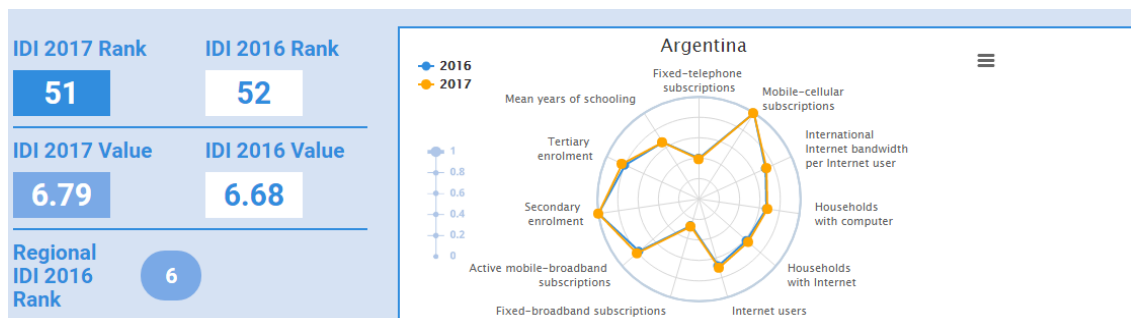 IDI 2017 Rank
IDI 2016 Rank
51
52
IDI 2017 Value
IDI 2016 Value
6.79
6.68
Regional
IDI 2016
Rank
6
Argentina
2016
2017
1
0.8
0.6
0.4
0.2
0
Fixed-telephone
subscriptions
Mobile-cellular
subscriptions
International
Internet bandwidth
per Internet user
Households
with computer
Households
with Internet
Internet users
Fixed-broadband subscriptions
Active mobile-broadband
subscriptions
Secondary
enrolment
Tertiary
enrolment
Mean years of schooling